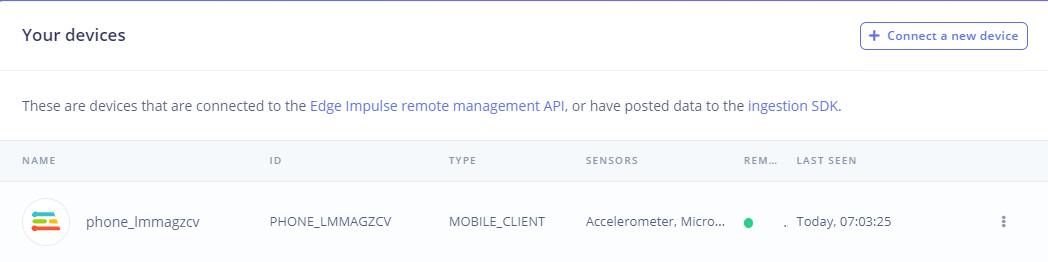 Your devices
+ Connect a new device
These are devices that are connected to the Edge Impulse remote management API, or have posted data to the ingestion SDK.
NAME ID TYPE SENSORS REM... LAST SEEN
phone_lmmagzcv PHONE_LMMAGZCV MOBILE_CLIENT Accelerometer, Micro... .. Today, 07:03:25